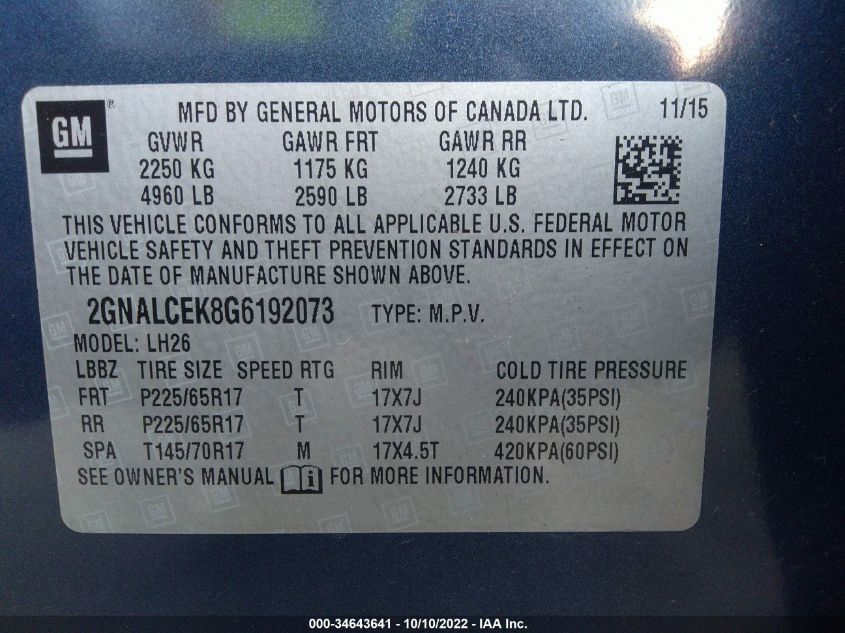 GM ®
MFD BY GENERAL MOTORS OF CANADA LTD. 11/15
GVWR GAWR FRT GAWR RR
2250 KG 1175 KG 1240 KG
4960 LB 2590 LB 2733 LB
THIS VEHICLE CONFORMS TO ALL APPLICABLE U.S. FEDERAL MOTOR
VEHICLE SAFETY AND THEFT PREVENTION STANDARDS IN EFFECT ON
THE DATE OF MANUFACTURE SHOWN ABOVE.
2GNALCEK8G6192073 TYPE: M.P.V.
MODEL: LH26
LBBZ TIRE SIZE SPEED RTG RIM COLD TIRE PRESSURE
FRT P225/65R17 T 17X7J 240KPA(35PSI)
RR P225/65R17 T 17X7J 240KPA(35PSI)
SPA T145/70R17 M 17X4.5T 420KPA(60PSI)
SEE OWNER'S MANUAL FOR MORE INFORMATION.
000-34643641 - 10/10/2022 - IAA Inc.